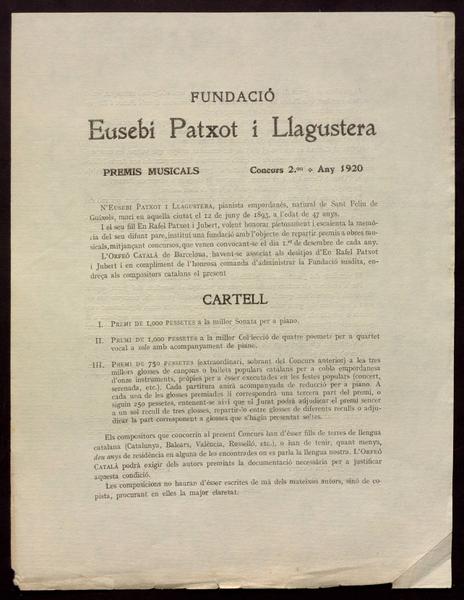 FUNDACIÓ
Eusebi Patxot i Llagustera
PREMIS MUSICALS Concurs 2.on ⋄ Any 1920
N'EUSEBI PATXOT I LLAGUSTERA, pianista empordanès, natural de Sant Feliu de
Guíxols, morí en aquella ciutat el 12 de juny de 1893, a l'edat de 47 anys.
I el seu fill En Rafel Patxot i Jubert, volent honorar pietosament i escaienta la memò-
ria del seu difunt pare, instituí una fundació amb l'objecte de repartir premis a obres mu-
sicals, mitjançant concursos, que venen convocant-se el dia 1.er de desembre de cada any.
L'ORFEÓ CATALÀ de Barcelona, havent-se associat als desitjos d'En Rafel Patxot
i Jubert i en compliment de l'honrosa comanda d'administrar la Fundació susdita, en-
dreça als compositors catalans el present
CARTELL
I. PREMI DE 1,000 PESSETES a la millor Sonata per a piano.
II. PREMI DE 1,000 PESSETES a la millor Col·lecció de quatre poemets per a quartet
vocal a solo amb acompanyament de piano.
III. PREMI DE 750 PESSETES (extraordinari, sobrant del Concurs anterior) a les tres
millors glosses de cançons o ballets populars catalans per a cobla empordanesa
d'onze instruments, pròpies per a ésser executades en les festes populars (concert,
serenada, etc.). Cada partitura anirà acompanyada de reducció per a piano. A
cada una de les glosses premiades li correspondrà una tercera part del premi, o
siguin 250 pessetes, entenent-se així que el Jurat podrà adjudicar el premi sencer
a un sol recull de tres glosses, repartir-lo entre glosses de diferents reculls o adju-
dicar la part corresponent a glosses que s'hagin presentat soltes.
Els compositors que concorrin al present Concurs han d'ésser fills de terres de llengua
catalana (Catalunya, Balears, València, Resselló, etc.), o han de tenir, quant menys,
deu anys de residència en alguna de les encontrades on es parla la llengua nostra. L'ORFEÓ
CATALÀ podrà exigir dels autors premiats la documentació necessària per a justificar
aquesta condició.
Les composicions no hauran d'ésser escrites de mà dels mateixos autors, sinó de
copista, procurant en elles la major claretat.